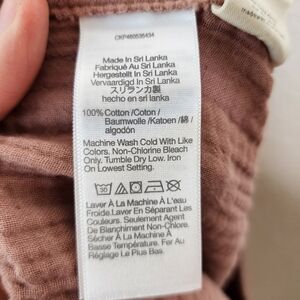 Made In Sri Lanka
Fabriqué Au Sri Lanka
Hergestellt in Sri Lanka
Vervaardigd In Sri Lanka
スリランカ製
hecho en sri lanka
100% Cotton /Coton /
Baumwolle /Katoen / 綿 /
algodón
Machine Wash Cold With Like
Colors. Non-Chlorine Bleach
Only. Tumble Dry Low. Iron
On Lowest Setting.
30
Laver À La Machine À L'eau
Froide.Laver En Séparant Les
Couleurs. Seulement Agent
De Blanchiment Non-Chloré.
Sécher À La Machine À
Basse Température. Fer Au
Réglage Le Plus Bas.